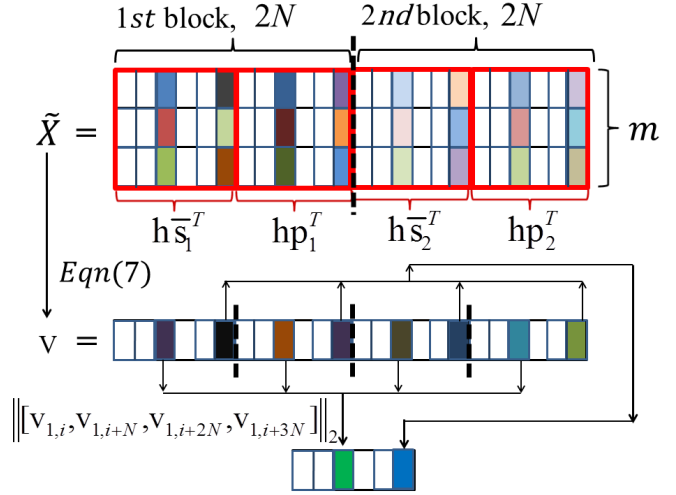 1st block, 2N 2nd block, 2N
X̃ = m
hs̅₁ᵀ hp₁ᵀ hs̅₂ᵀ hp₂ᵀ
Eqn(7)
v =
‖[v₁,ᵢ, v₁,ᵢ₊N, v₁,ᵢ₊₂N, v₁,ᵢ₊₃N]‖₂